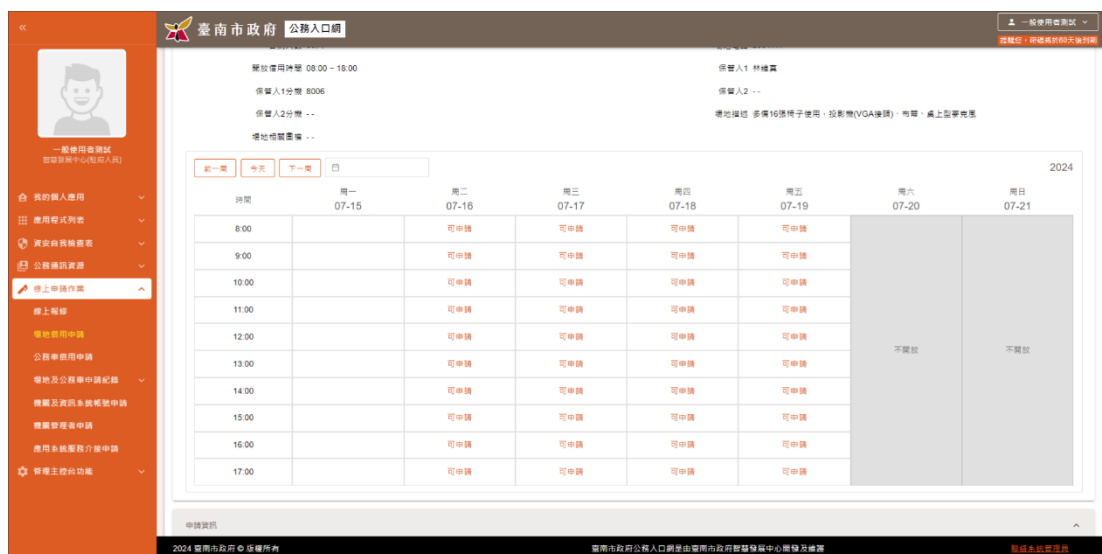 «
臺南市政府 公務入口網
一般使用者測試
提醒您，密碼將於80天後到期
一般使用者測試
智慧發展中心(駐府人員)
我的個人應用
應用程式列表
資安自我檢查表
公務通訊資源
線上申請作業
線上報修
場地借用申請
公務車借用申請
場地及公務車申請紀錄
機關及資訊系統帳號申請
機關管理者申請
應用系統服務介接申請
管理主控台功能
開放借用時間 08:00 ~ 18:00
保管人1
保管人1分機 8006
保管人2 - -
保管人2分機 - -
場地描述 多備16張椅子使用，投影機(VGA接頭)、布幕、桌上型麥克風
場地相關圖檔 - -
前一周 今天 下一周 2024
時間 周一 07-15 周二 07-16 周三 07-17 周四 07-18 周五 07-19 周六 07-20 周日 07-21
8:00 可申請 可申請 可申請 可申請
9:00 可申請 可申請 可申請 可申請
10:00 可申請 可申請 可申請 可申請
11:00 可申請 可申請 可申請 可申請
12:00 可申請 可申請 可申請 可申請
不開放 不開放
13:00 可申請 可申請 可申請 可申請
14:00 可申請 可申請 可申請 可申請
15:00 可申請 可申請 可申請 可申請
16:00 可申請 可申請 可申請 可申請
17:00 可申請 可申請 可申請 可申請
申請資訊
2024 臺南市政府 © 版權所有
臺南市政府公務入口網是由臺南市政府智慧發展中心開發及維護
聯絡系統管理員